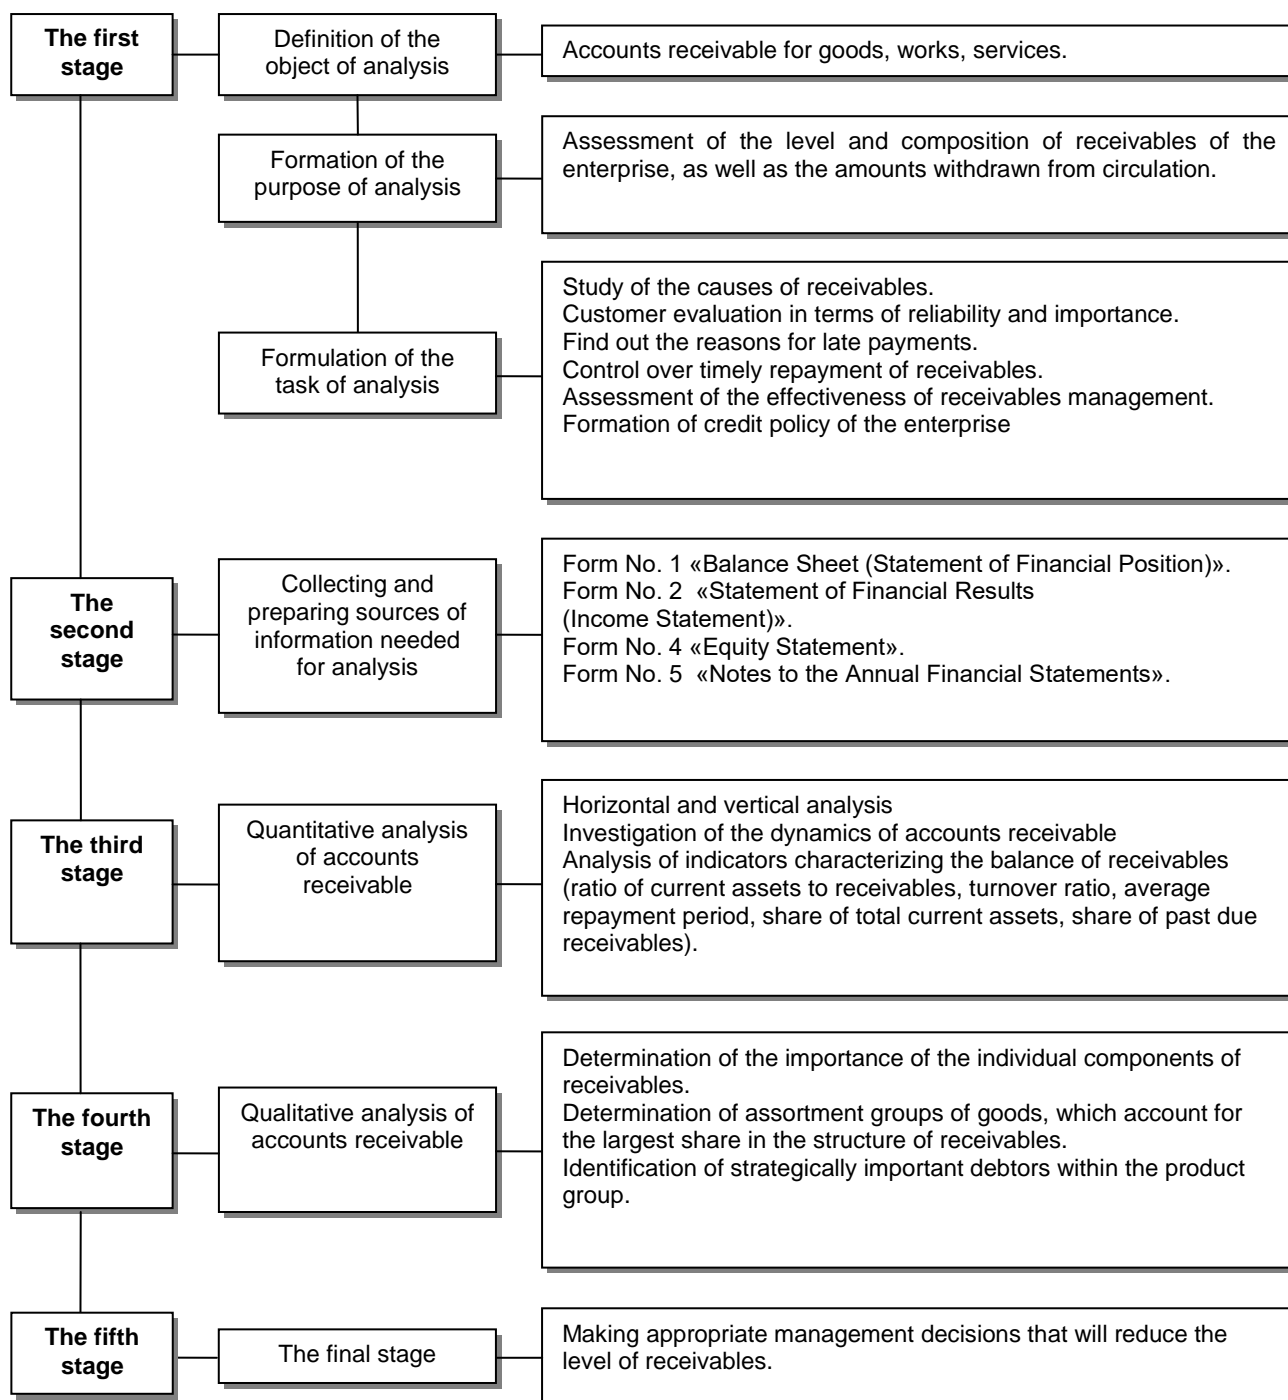 The first
stage
Definition of the
object of analysis
Accounts receivable for goods, works, services.
Formation of the
purpose of analysis
Assessment of the level and composition of receivables of the
enterprise, as well as the amounts withdrawn from circulation.
Formulation of the
task of analysis
Study of the causes of receivables.
Customer evaluation in terms of reliability and importance.
Find out the reasons for late payments.
Control over timely repayment of receivables.
Assessment of the effectiveness of receivables management.
Formation of credit policy of the enterprise
The
second
stage
Collecting and
preparing sources of
information needed
for analysis
Form No. 1 «Balance Sheet (Statement of Financial Position)».
Form No. 2 «Statement of Financial Results
(Income Statement)».
Form No. 4 «Equity Statement».
Form No. 5 «Notes to the Annual Financial Statements».
The third
stage
Quantitative analysis
of accounts
receivable
Horizontal and vertical analysis
Investigation of the dynamics of accounts receivable
Analysis of indicators characterizing the balance of receivables
(ratio of current assets to receivables, turnover ratio, average
repayment period, share of total current assets, share of past due
receivables).
The fourth
stage
Qualitative analysis of
accounts receivable
Determination of the importance of the individual components of
receivables.
Determination of assortment groups of goods, which account for
the largest share in the structure of receivables.
Identification of strategically important debtors within the product
group.
The fifth
stage
The final stage
Making appropriate management decisions that will reduce the
level of receivables.